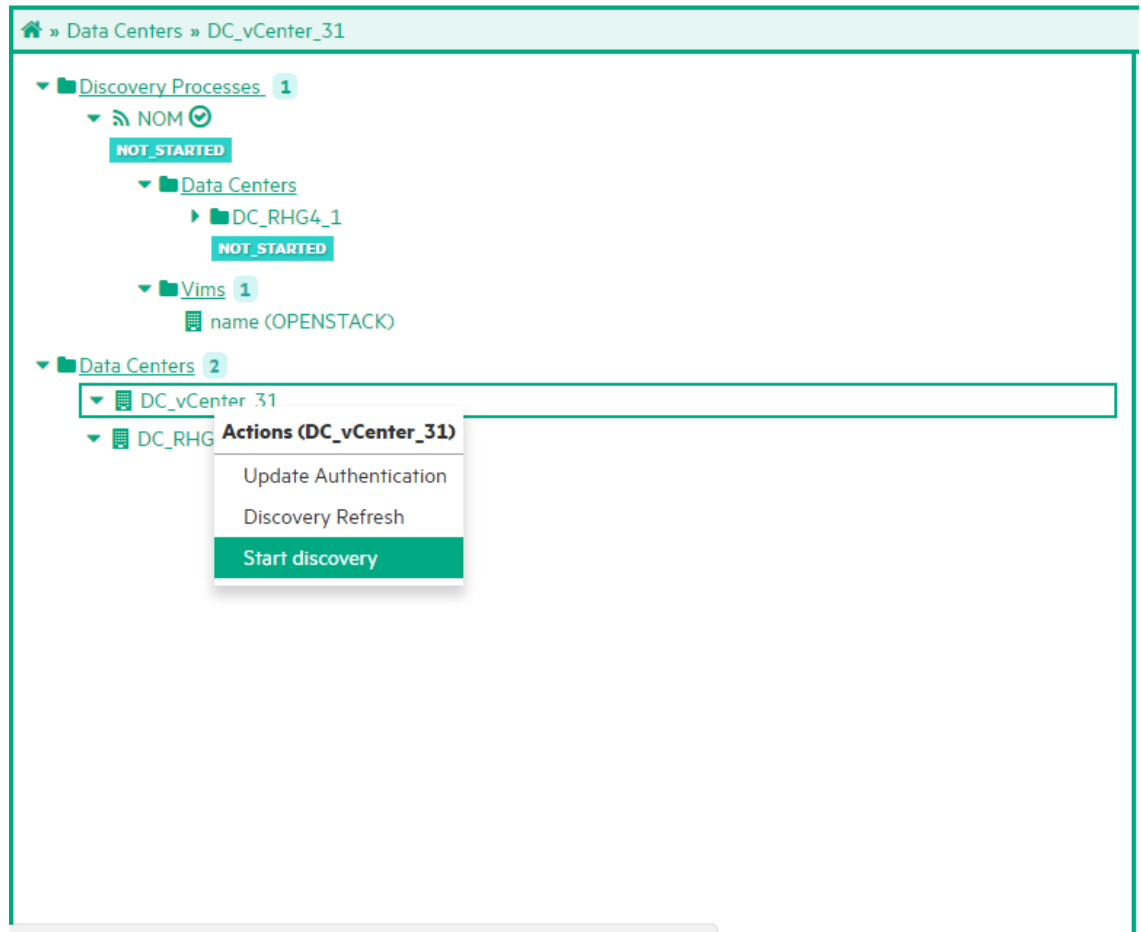 » Data Centers » DC_vCenter_31
Discovery Processes 1
NOM
NOT_STARTED
Data Centers
DC_RHG4_1
NOT_STARTED
Vims 1
name (OPENSTACK)
Data Centers 2
DC_vCenter_31
DC_RHG
Actions (DC_vCenter_31)
Update Authentication
Discovery Refresh
Start discovery